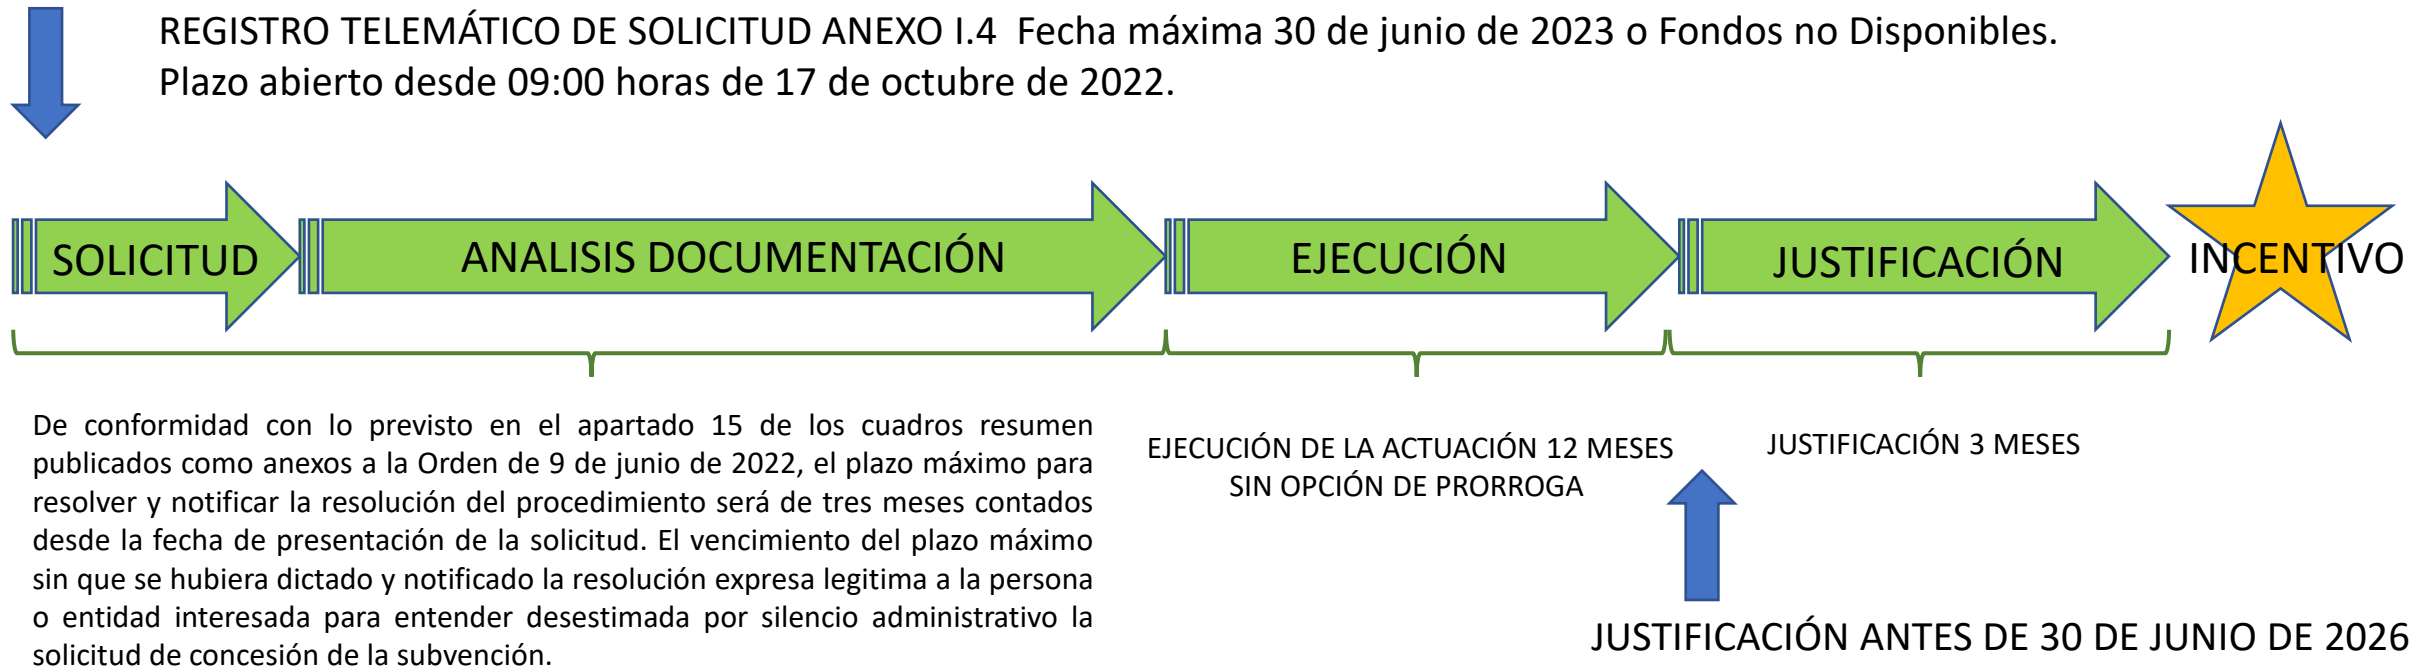 REGISTRO TELEMÁTICO DE SOLICITUD ANEXO I.4 Fecha máxima 30 de junio de 2023 o Fondos no Disponibles.
Plazo abierto desde 09:00 horas de 17 de octubre de 2022.
SOLICITUD
ANALISIS DOCUMENTACIÓN
EJECUCIÓN
JUSTIFICACIÓN
INCENTIVO
De conformidad con lo previsto en el apartado 15 de los cuadros resumen
publicados como anexos a la Orden de 9 de junio de 2022, el plazo máximo para
resolver y notificar la resolución del procedimiento será de tres meses contados
desde la fecha de presentación de la solicitud. El vencimiento del plazo máximo
sin que se hubiera dictado y notificado la resolución expresa legitima a la persona
o entidad interesada para entender desestimada por silencio administrativo la
solicitud de concesión de la subvención.
EJECUCIÓN DE LA ACTUACIÓN 12 MESES
SIN OPCIÓN DE PRORROGA
JUSTIFICACIÓN 3 MESES
JUSTIFICACIÓN ANTES DE 30 DE JUNIO DE 2026